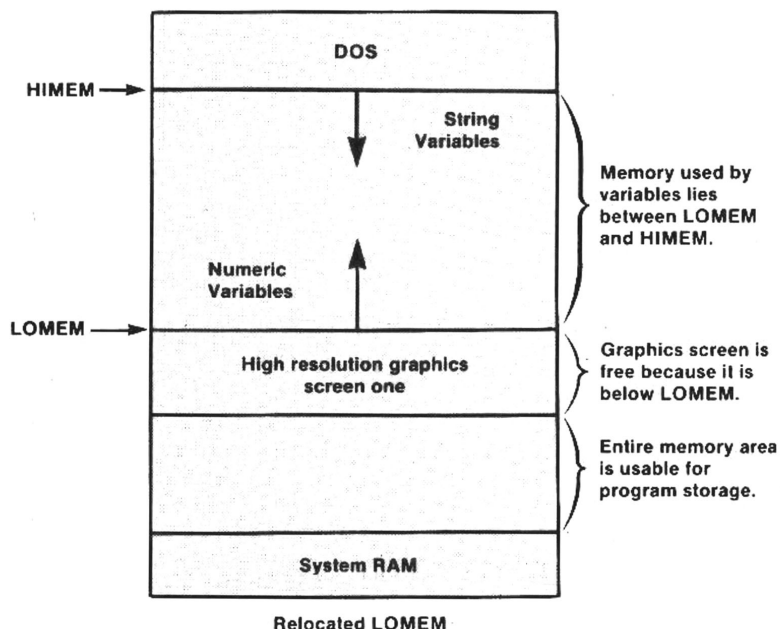 DOS
HIMEM
String
Variables
Memory used by
variables lies
between LOMEM
and HIMEM.
Numeric
Variables
LOMEM
High resolution graphics
screen one
Graphics screen is
free because it is
below LOMEM.
Entire memory area
is usable for
program storage.
System RAM
Relocated LOMEM